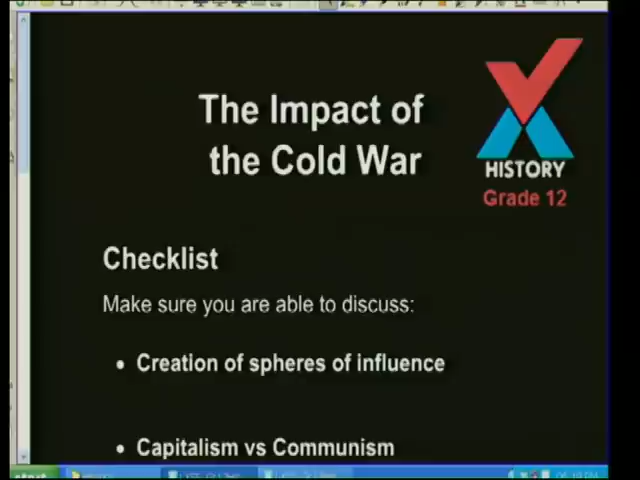 The Impact of
the Cold War
HISTORY
Grade 12
Checklist
Make sure you are able to discuss:
• Creation of spheres of influence
• Capitalism vs Communism
start